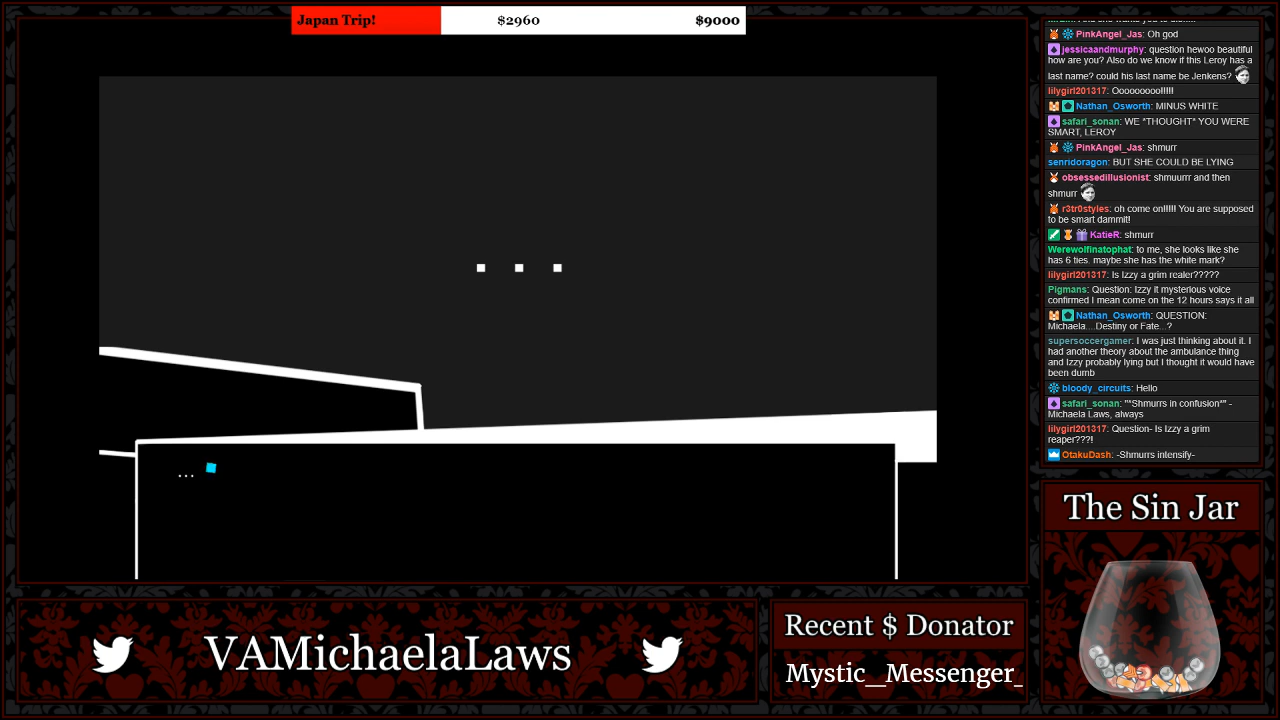 Japan Trip! $2960 $9000
PinkAngel_Jas: Oh god
jessicaandmurphy: question hewoo beautiful
how are you? Also do we know if this Leroy has a
last name? could his last name be Jenkens?
lilygirl201317: Oooooooool!!!!
Nathan_Osworth: MINUS WHITE
safari_sonan: WE *THOUGHT* YOU WERE
SMART, LEROY
PinkAngel_Jas: shmurr
senridoragon: BUT SHE COULD BE LYING
obsessedillusionist: shmuurrr and then
shmurr
r3tr0styles: oh come on!!!!! You are supposed
to be smart dammit!
KatieR: shmurr
Werewolfinatophat: to me, she looks like she
has 6 ties. maybe she has the white mark?
lilygirl201317: Is Izzy a grim realer?????
Pigmans: Question: Izzy it mysterious voice
confirmed I mean come on the 12 hours says it all
Nathan_Osworth: QUESTION:
Michaela....Destiny or Fate...?
supersoccergamer: I was just thinking about it. I
had another theory about the ambulance thing
and Izzy probably lying but I thought it would have
been dumb
bloody_circuits: Hello
safari_sonan: "*Shmurrs in confusion*" -
Michaela Laws, always
lilygirl201317: Question- Is Izzy a grim
reaper???!
OtakuDash: -Shmurrs intensify-
...
...
The Sin Jar
VAMichaelaLaws
Recent $ Donator
Mystic__Messenger_